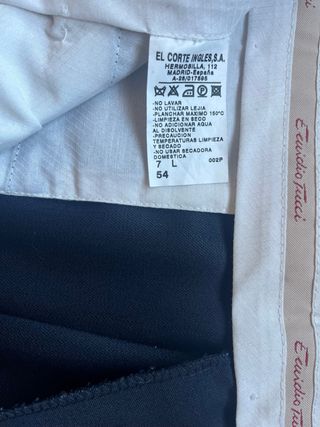 EL CORTE INGLES,S.A.
HERMOSILLA, 112
MADRID-España
A-28/017895
-NO LAVAR
-NO UTILIZAR LEJIA
-PLANCHAR MAXIMO 150°C
-LIMPIEZA EN SECO
-NO ADICIONAR AGUA
AL DISOLVENTE
-PRECAUCION
TEMPERATURAS LIMPIEZA
Y SECADO
-NO USAR SECADORA
DOMESTICA
7 L 002P
54
Emidio Tucci
Emidio Tucci